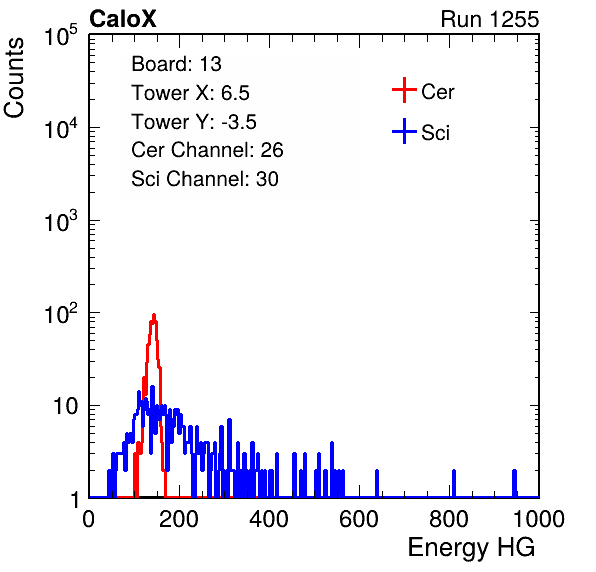 CaloX Run 1255
Counts
10^5
Board: 13
Tower X: 6.5
Tower Y: -3.5
Cer Channel: 26
Sci Channel: 30
Cer
Sci
10^4
10^3
10^2
10
1
0 200 400 600 800 1000
Energy HG